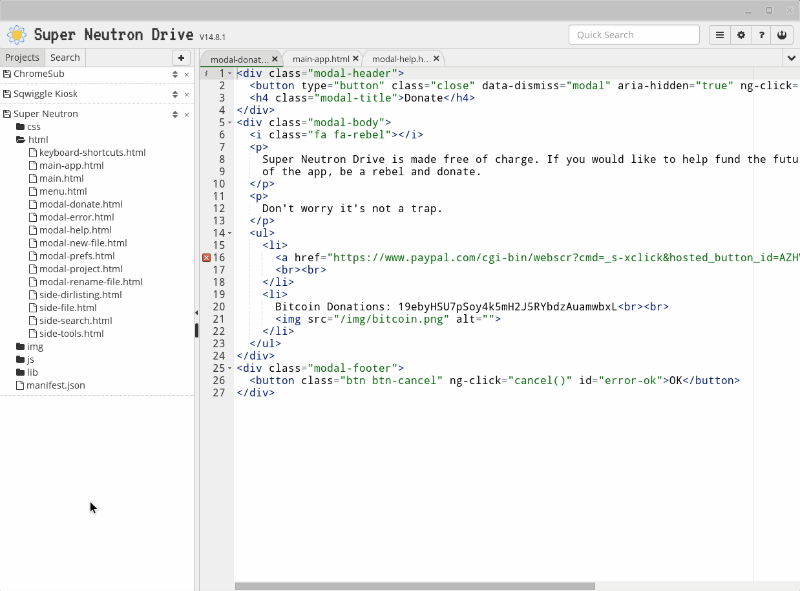 Super Neutron Drive v14.8.1
Quick Search
Projects Search +
modal-donat... × main-app.html × modal-help.h... ×
ChromeSub
Sqwiggle Kiosk
Super Neutron
css
html
keyboard-shortcuts.html
main-app.html
main.html
menu.html
modal-donate.html
modal-error.html
modal-help.html
modal-new-file.html
modal-prefs.html
modal-project.html
modal-rename-file.html
side-dirlisting.html
side-file.html
side-search.html
side-tools.html
img
js
lib
manifest.json
1 <div class="modal-header">
2 <button type="button" class="close" data-dismiss="modal" aria-hidden="true" ng-click=
3 <h4 class="modal-title">Donate</h4>
4 </div>
5 <div class="modal-body">
6 <i class="fa fa-rebel"></i>
7 <p>
8 Super Neutron Drive is made free of charge. If you would like to help fund the futu
9 of the app, be a rebel and donate.
10 </p>
11 <p>
12 Don't worry it's not a trap.
13 </p>
14 <ul>
15 <li>
16 <a href="https://www.paypal.com/cgi-bin/webscr?cmd=_s-xclick&hosted_button_id=AZH
17 <br><br>
18 </li>
19 <li>
20 Bitcoin Donations: 19ebyHSU7pSoy4k5mH2J5RYbdzAuamwbxL<br><br>
21 <img src="/img/bitcoin.png" alt="">
22 </li>
23 </ul>
24 </div>
25 <div class="modal-footer">
26 <button class="btn btn-cancel" ng-click="cancel()" id="error-ok">OK</button>
27 </div>